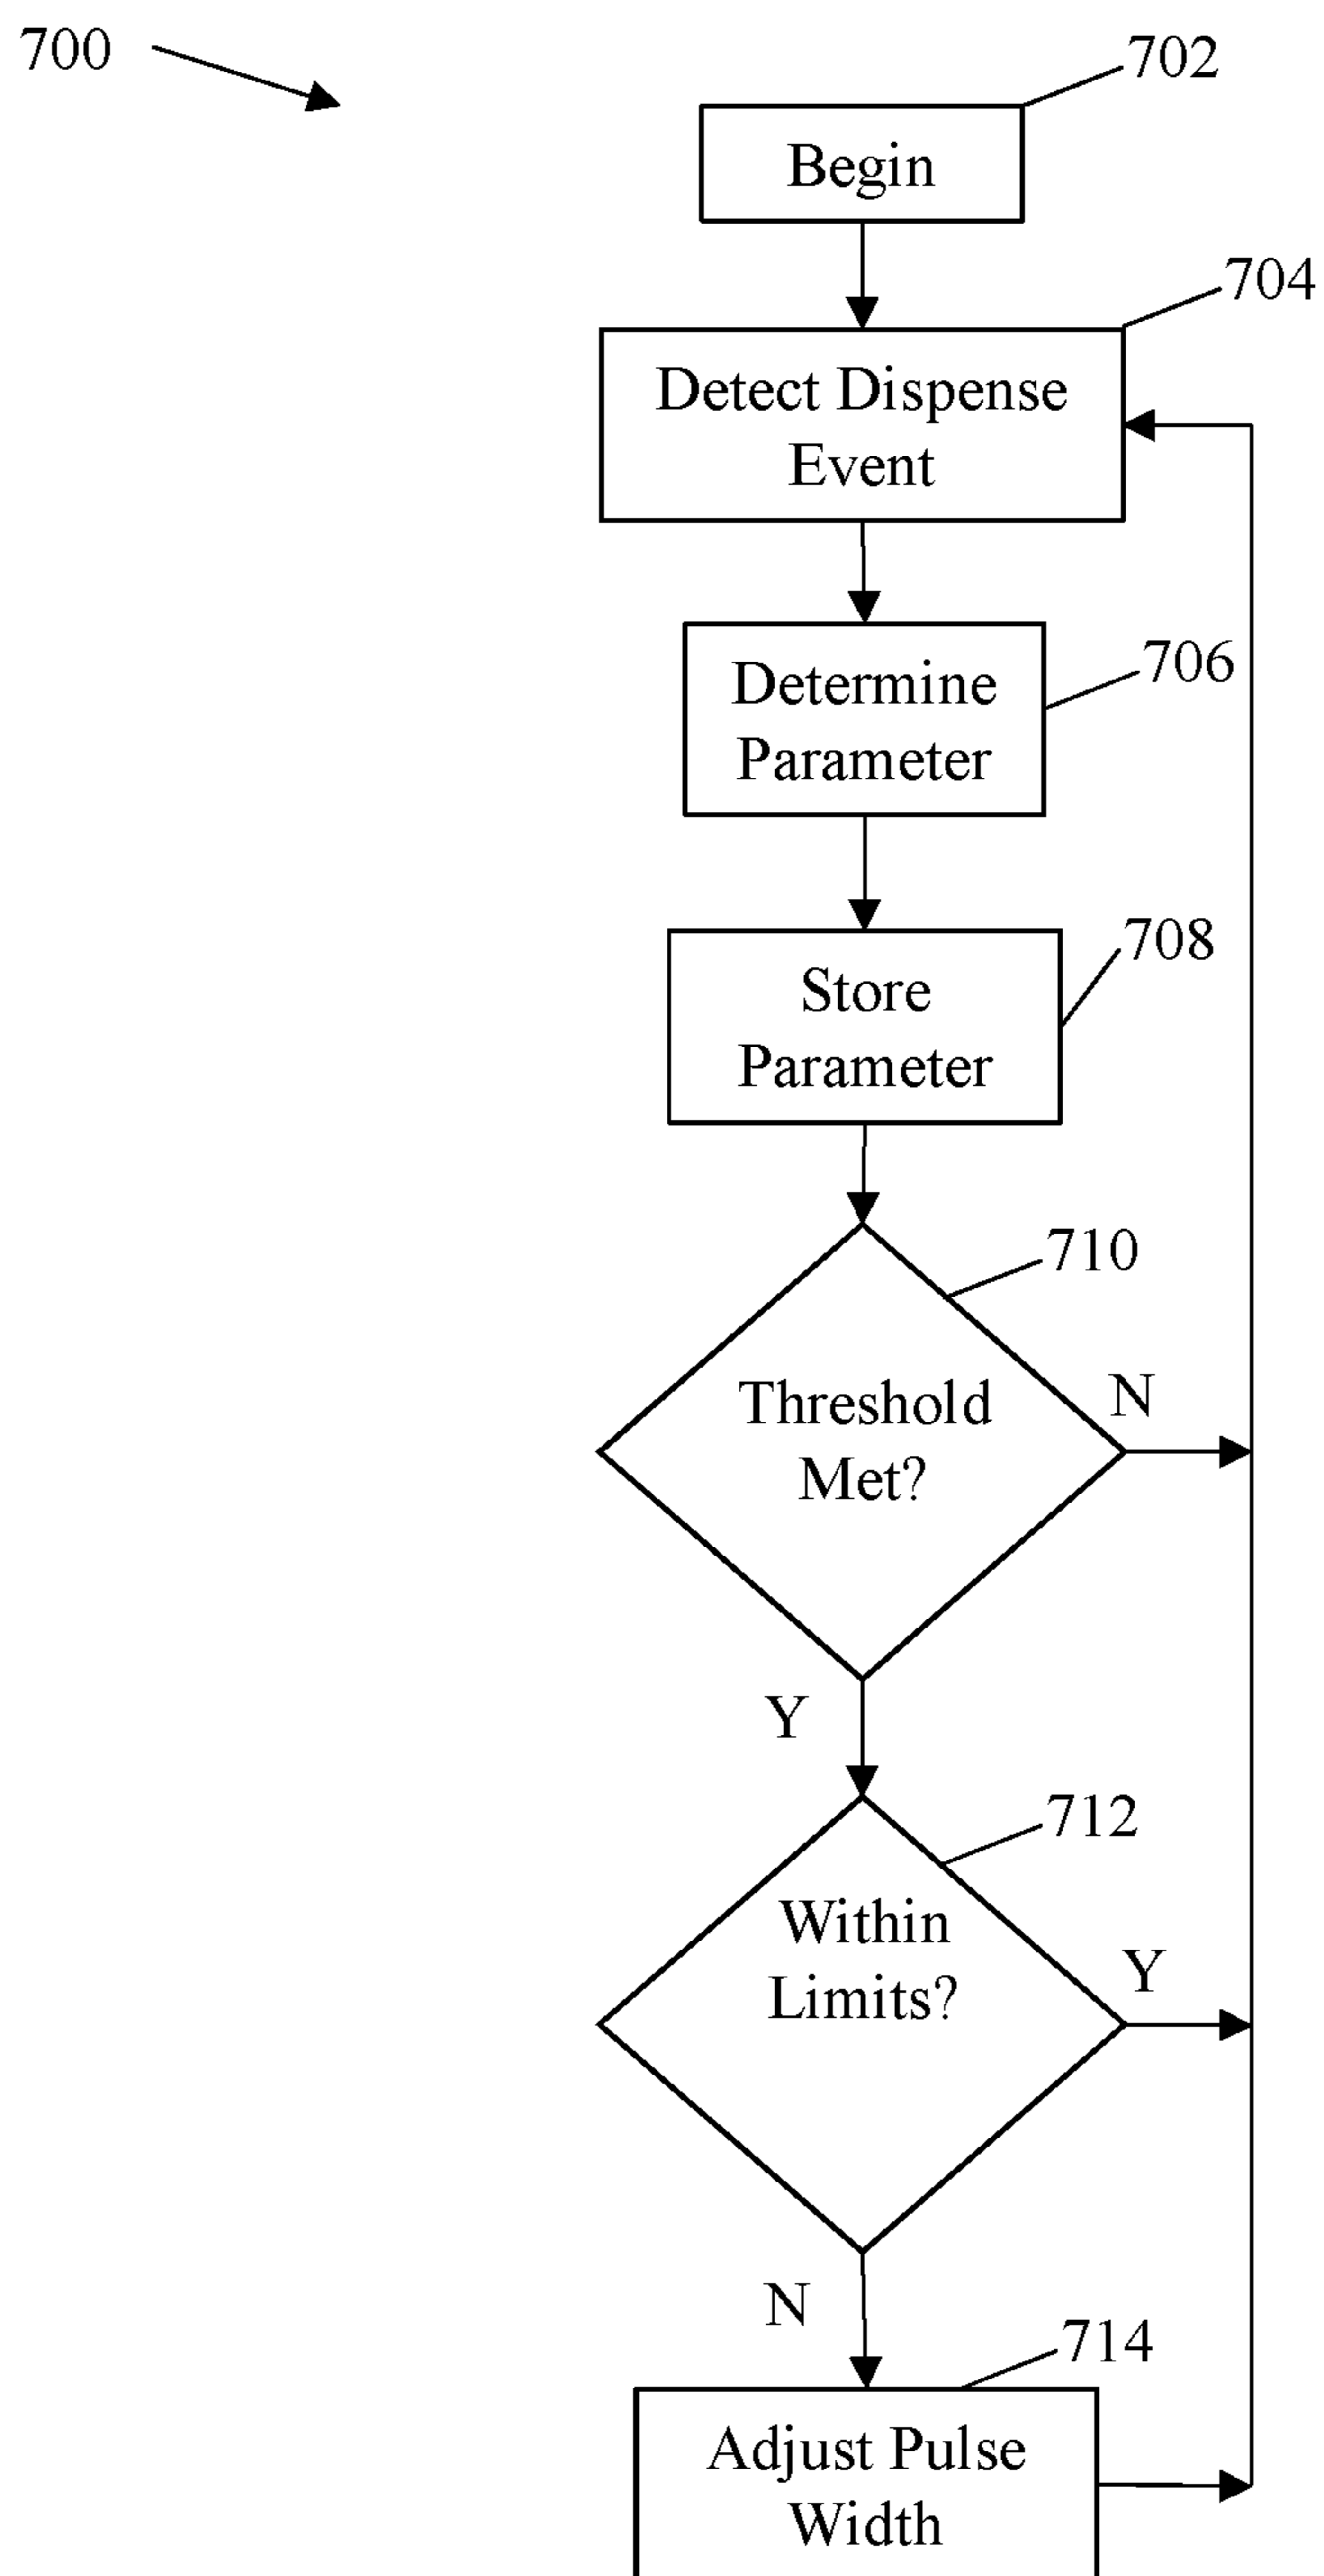 700
702
Begin
704
Detect Dispense
Event
706
Determine
Parameter
708
Store
Parameter
710
Threshold
Met?
N
Y
712
Within
Limits?
Y
N
714
Adjust Pulse
Width